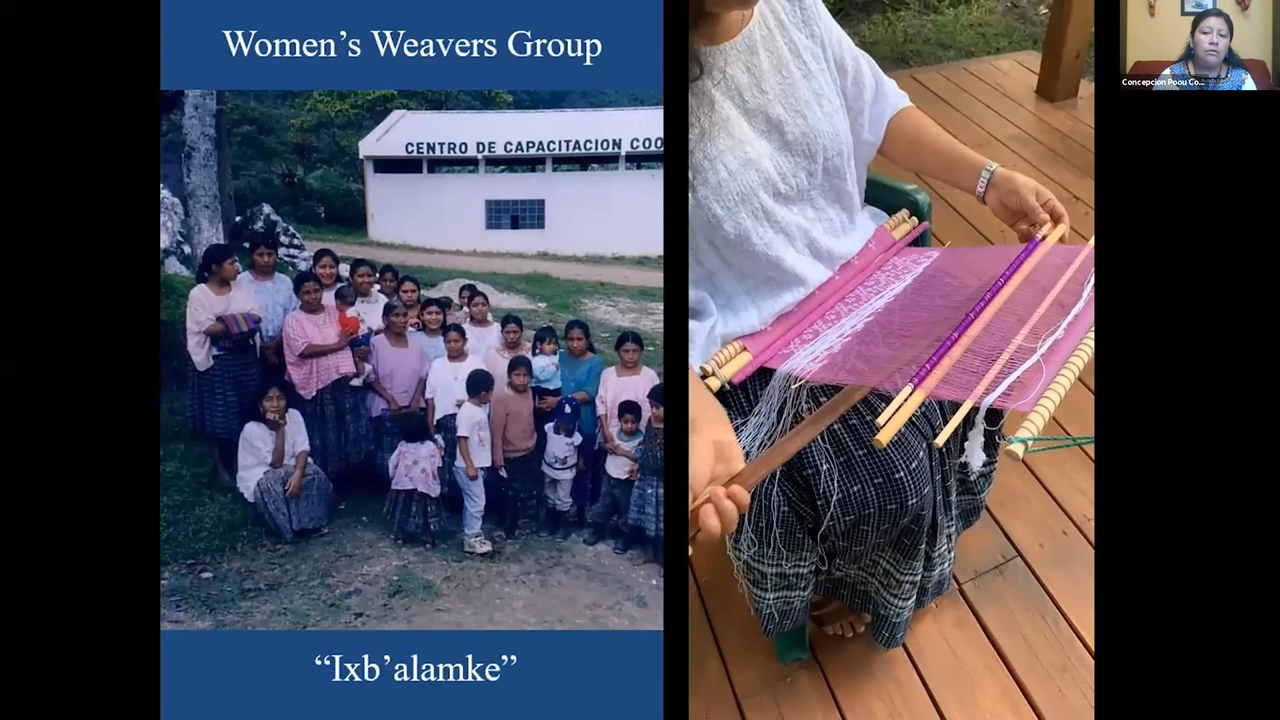 Women’s Weavers Group
CENTRO DE CAPACITACION COO
“Ixb’alamke”
Concepcion Poou Co...